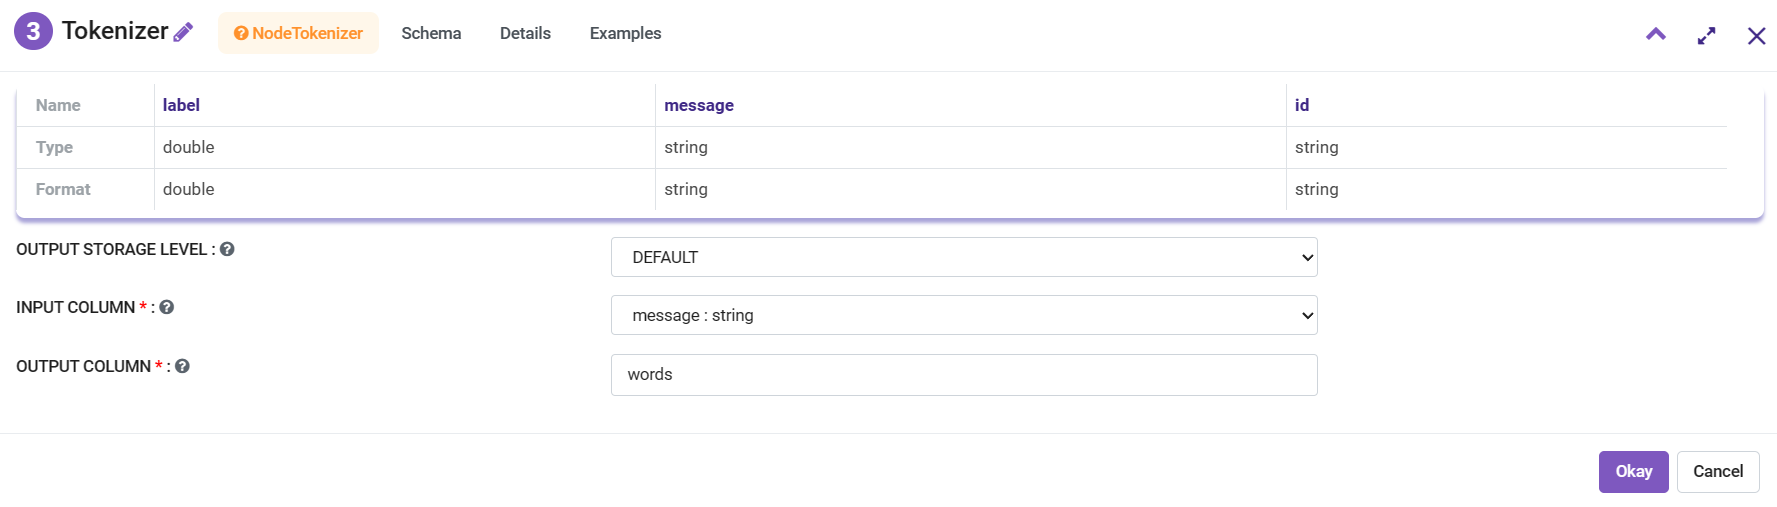 3 Tokenizer NodeTokenizer Schema Details Examples
Name label message id
Type double string string
Format double string string
OUTPUT STORAGE LEVEL : DEFAULT
INPUT COLUMN * : message : string
OUTPUT COLUMN * : words
Okay Cancel